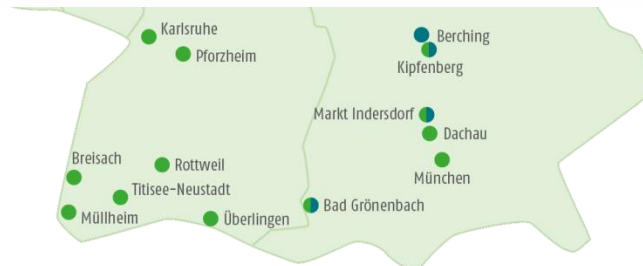 Karlsruhe
Berching
Pforzheim
Kipfenberg
Markt Indersdorf
Dachau
Breisach
Rottweil
München
Titisee-Neustadt
Bad Grönenbach
Müllheim
Überlingen